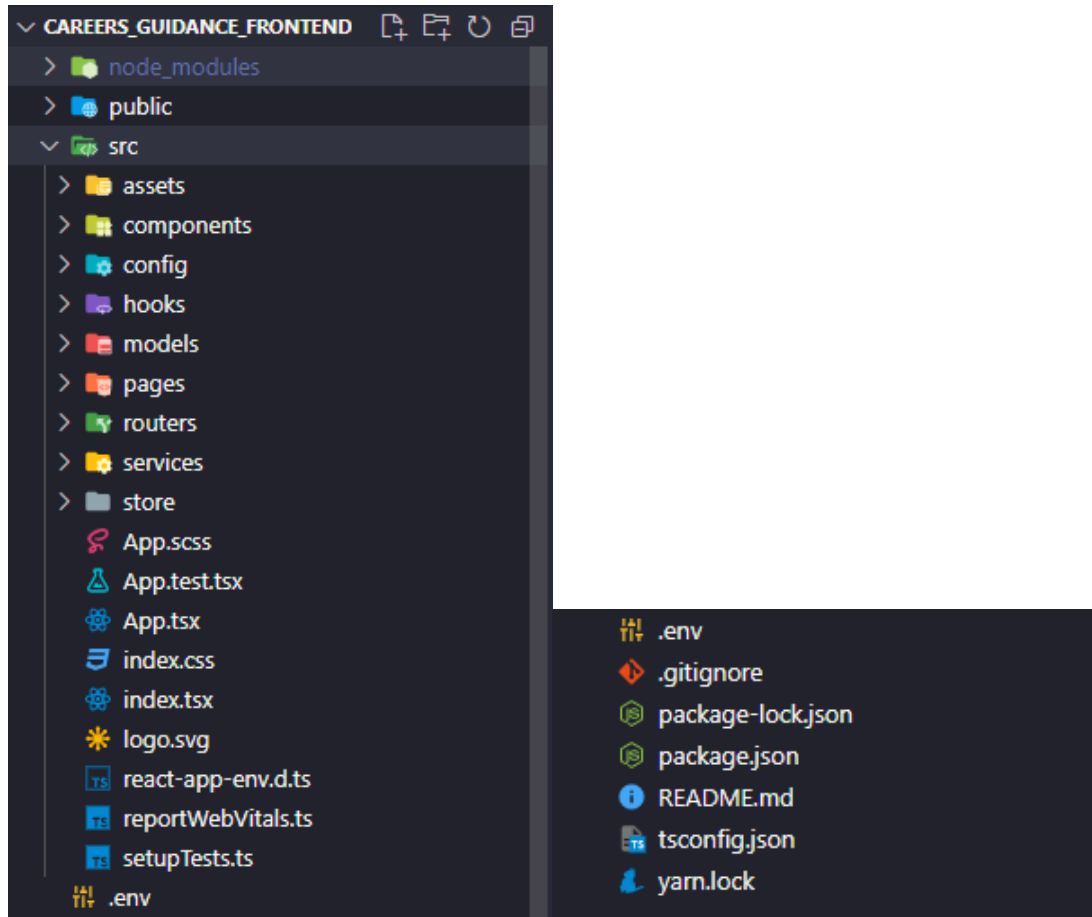 CAREERS_GUIDANCE_FRONTEND
node_modules
public
src
assets
components
config
hooks
models
pages
routers
services
store
App.scss
App.test.tsx
App.tsx
index.css
index.tsx
logo.svg
react-app-env.d.ts
reportWebVitals.ts
setupTests.ts
.env
.env
.gitignore
package-lock.json
package.json
README.md
tsconfig.json
yarn.lock